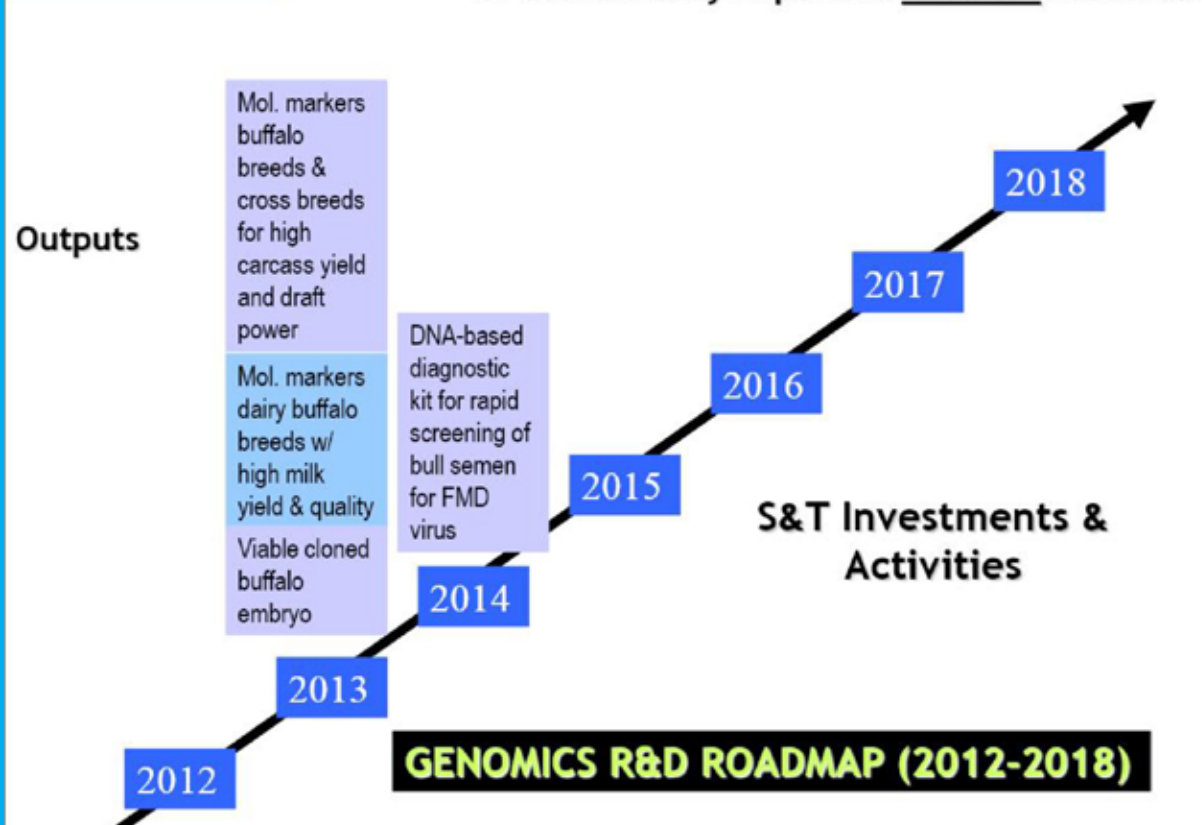 Outputs
Mol. markers
buffalo
breeds &
cross breeds
for high
carcass yield
and draft
power
Mol. markers
dairy buffalo
breeds w/
high milk
yield & quality
Viable cloned
buffalo
embryo
DNA-based
diagnostic
kit for rapid
screening of
bull semen
for FMD
virus
2018
2017
2016
2015
2014
2013
2012
S&T Investments &
Activities
GENOMICS R&D ROADMAP (2012-2018)